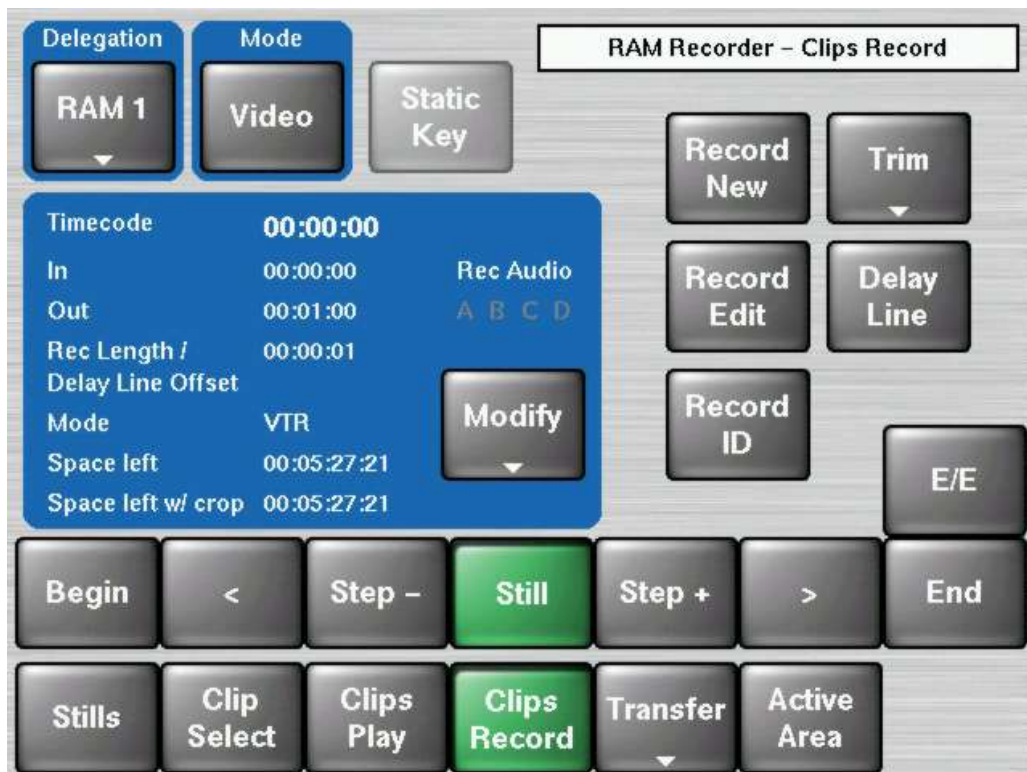 Delegation
Mode
RAM Recorder – Clips Record
RAM 1
Video
Static
Key
Record
New
Trim
Timecode 00:00:00
In 00:00:00 Rec Audio
Out 00:01:00 A B C D
Rec Length / 00:00:01
Delay Line Offset
Mode VTR
Space left 00:05:27:21
Space left w/ crop 00:05:27:21
Modify
Record
Edit
Delay
Line
Record
ID
E/E
Begin
<
Step –
Still
Step +
>
End
Stills
Clip
Select
Clips
Play
Clips
Record
Transfer
Active
Area